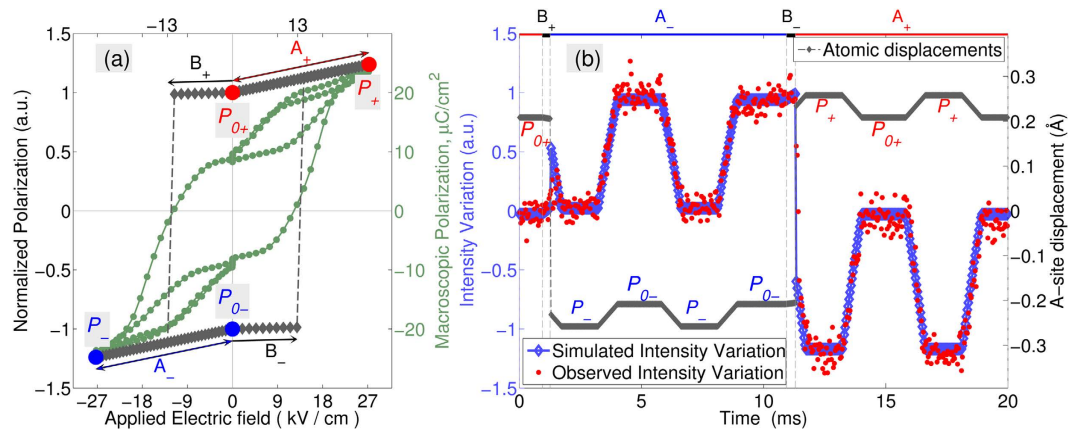 −13 13
(a)
B+
A+
P0+
P+
P−
P0−
A−
B−
1.5
1
0.5
0
−0.5
−1
−1.5
Normalized Polarization (a.u.)
20
10
0
−10
−20
Macroscopic Polarization, μC/cm²
−27 −18 −9 0 9 18 27
Applied Electric field ( kV / cm )
B+ A− B− A+
(b)
Atomic displacements
P0+
P+
P0+
P+
P−
P0−
P−
P0−
1.5
1
0.5
0
−0.5
−1
−1.5
Intensity Variation (a.u.)
0.3
0.2
0.1
0
−0.1
−0.2
−0.3
A−site displacement (Å)
Simulated Intensity Variation
Observed Intensity Variation
0 5 10 15 20
Time (ms)